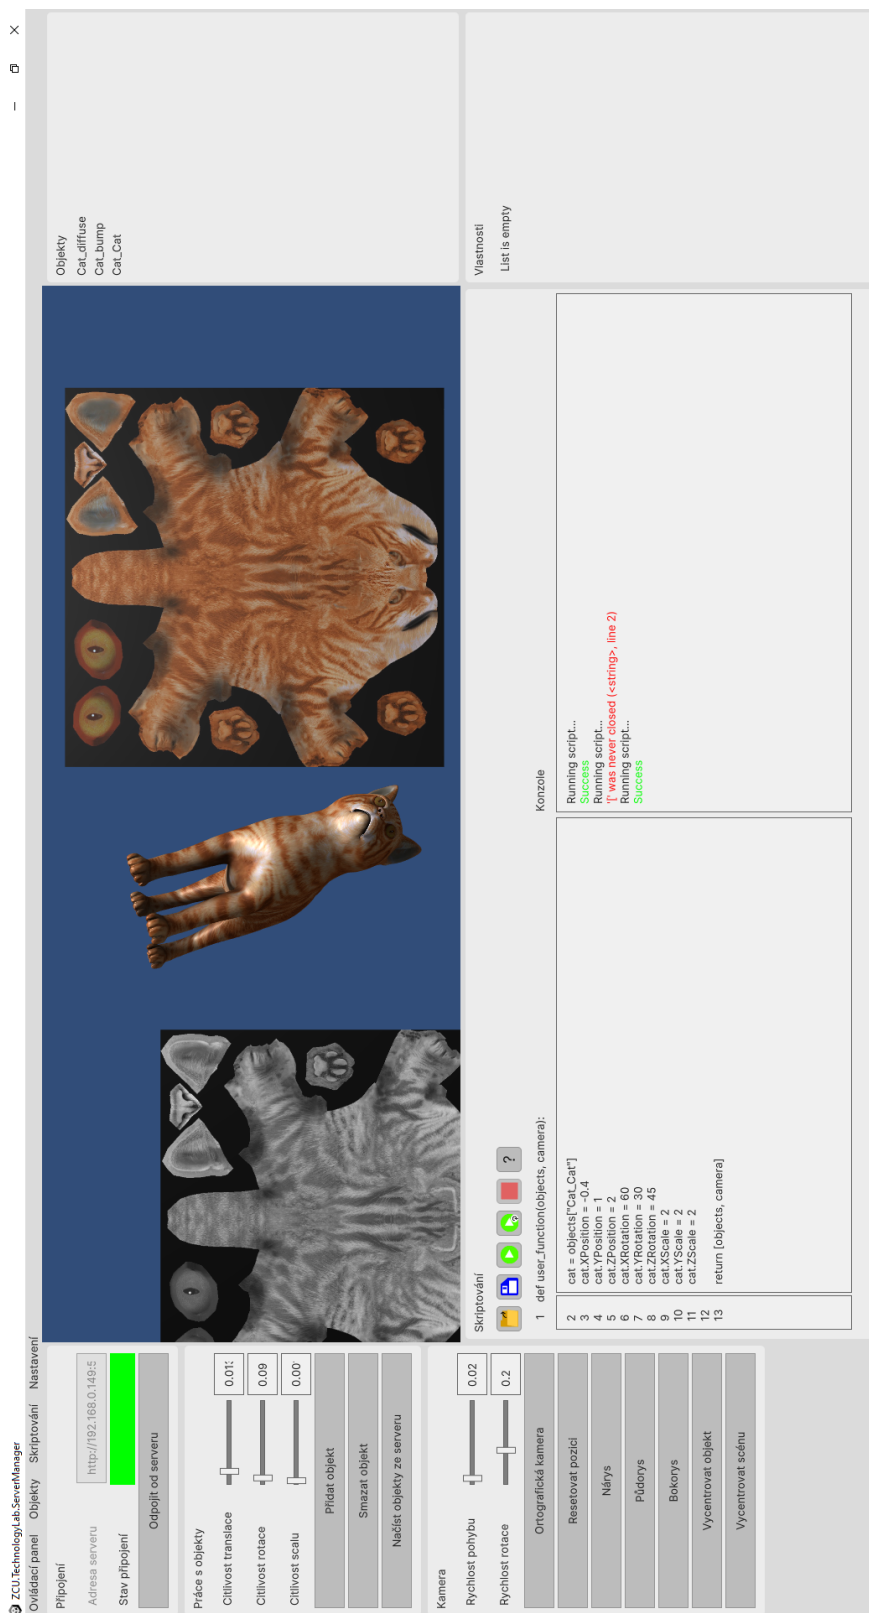 ZCU.TechnologyLab.ServerManager
Ovládací panel
Objekty
Skriptování
Nastavení
Připojení
Adresa serveru
http://192.168.0.149:5
Stav připojení
Odpojit od serveru
Práce s objekty
Citlivost translace
0.01
Citlivost rotace
0.09
Citlivost scalu
0.00
Přidat objekt
Smazat objekt
Načíst objekty ze serveru
Kamera
Rychlost pohybu
0.02
Rychlost rotace
0.2
Ortografická kamera
Resetovat pozici
Nárys
Půdorys
Bokorys
Vycentrovat objekt
Vycentrovat scénu
Objekty
Cat_diffuse
Cat_bump
Cat_Cat
Skriptování
?
1 def user_function(objects, camera):
2 cat = objects["Cat_Cat"]
3 cat.XPosition = -0.4
4 cat.YPosition = 1
5 cat.ZPosition = 2
6 cat.XRotation = 60
7 cat.YRotation = 30
8 cat.ZRotation = 45
9 cat.XScale = 2
10 cat.YScale = 2
11 cat.ZScale = 2
12
13 return [objects, camera]
Konzole
Running script...
Success
Running script...
'[' was never closed (<string>, line 2)
Running script...
Success
Vlastnosti
List is empty